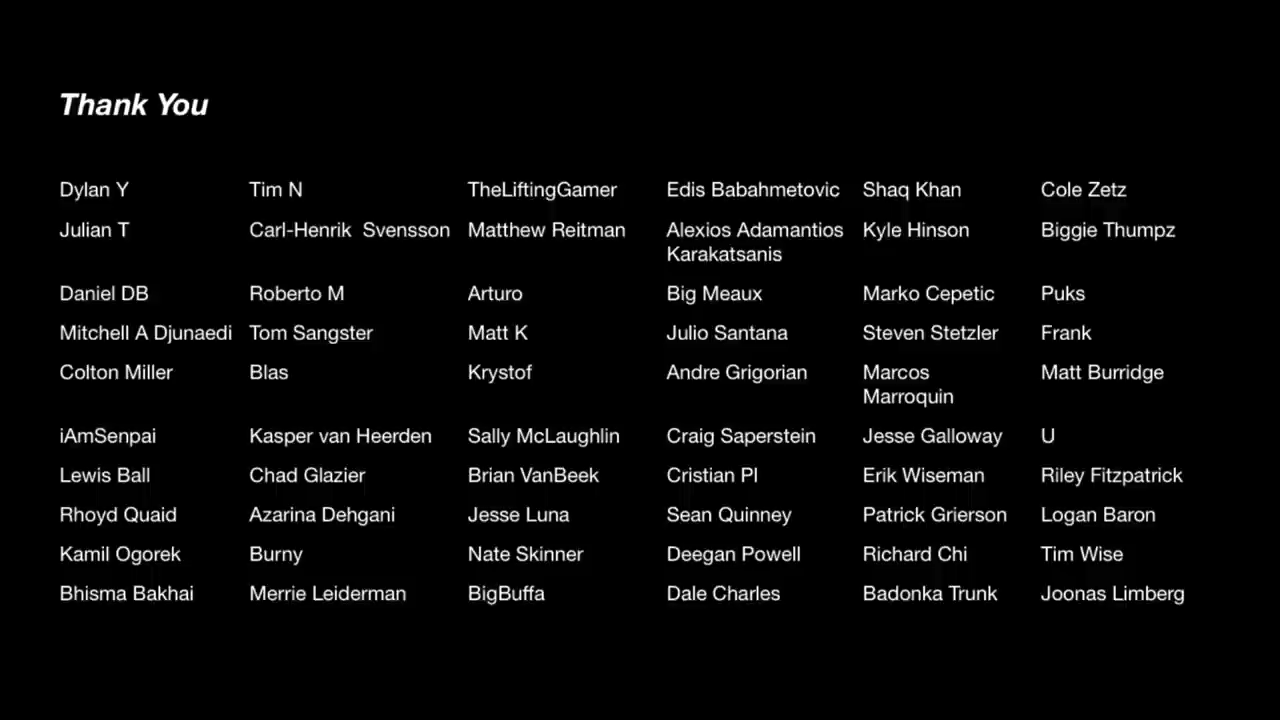 Thank You
Dylan Y Tim N TheLiftingGamer Edis Babahmetovic Shaq Khan Cole Zetz
Julian T Carl-Henrik  Svensson Matthew Reitman Alexios Adamantios Kyle Hinson Biggie Thumpz
Karakatsanis
Daniel DB Roberto M Arturo Big Meaux Marko Cepetic Puks
Mitchell A Djunaedi Tom Sangster Matt K Julio Santana Steven Stetzler Frank
Colton Miller Blas Krystof Andre Grigorian Marcos Matt Burridge
Marroquin
iAmSenpai Kasper van Heerden Sally McLaughlin Craig Saperstein Jesse Galloway U
Lewis Ball Chad Glazier Brian VanBeek Cristian Pl Erik Wiseman Riley Fitzpatrick
Rhoyd Quaid Azarina Dehgani Jesse Luna Sean Quinney Patrick Grierson Logan Baron
Kamil Ogorek Burny Nate Skinner Deegan Powell Richard Chi Tim Wise
Bhisma Bakhai Merrie Leiderman BigBuffa Dale Charles Badonka Trunk Joonas Limberg